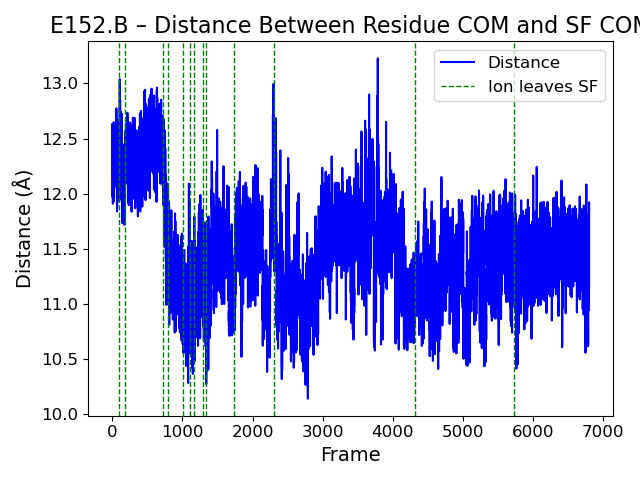 E152.B – Distance Between Residue COM and SF COM
Distance
Ion leaves SF
Distance (Å)
13.0
12.5
12.0
11.5
11.0
10.5
10.0
0 1000 2000 3000 4000 5000 6000 7000
Frame